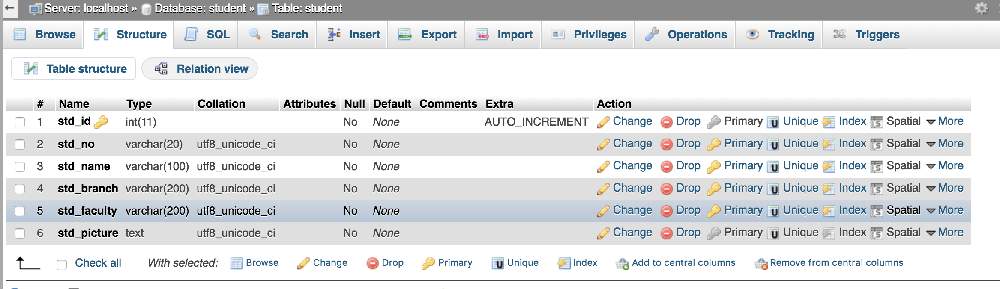 Server: localhost » Database: student » Table: student
Browse Structure SQL Search Insert Export Import Privileges Operations Tracking Triggers
Table structure Relation view
# Name Type Collation Attributes Null Default Comments Extra Action
1 std_id int(11) No None AUTO_INCREMENT Change Drop Primary Unique Index Spatial More
2 std_no varchar(20) utf8_unicode_ci No None Change Drop Primary Unique Index Spatial More
3 std_name varchar(100) utf8_unicode_ci No None Change Drop Primary Unique Index Spatial More
4 std_branch varchar(200) utf8_unicode_ci No None Change Drop Primary Unique Index Spatial More
5 std_faculty varchar(200) utf8_unicode_ci No None Change Drop Primary Unique Index Spatial More
6 std_picture text utf8_unicode_ci No None Change Drop Primary Unique Index Spatial More
Check all With selected: Browse Change Drop Primary Unique Index Add to central columns Remove from central columns